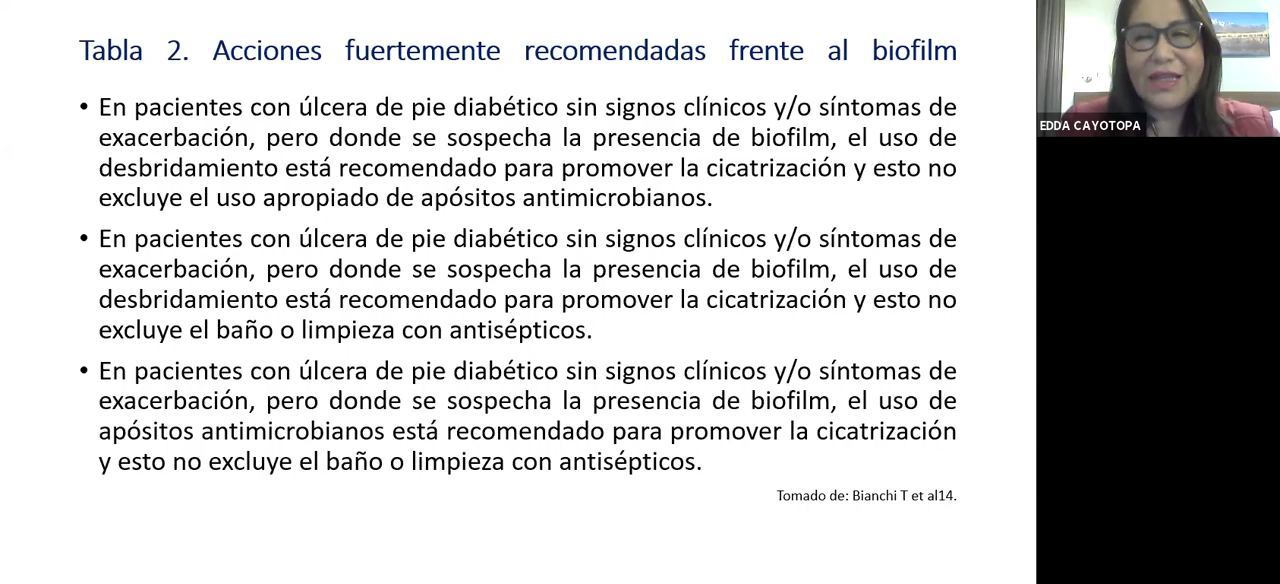 Tabla 2. Acciones fuertemente recomendadas frente al biofilm
• En pacientes con úlcera de pie diabético sin signos clínicos y/o síntomas de
exacerbación, pero donde se sospecha la presencia de biofilm, el uso de
desbridamiento está recomendado para promover la cicatrización y esto no
excluye el uso apropiado de apósitos antimicrobianos.
• En pacientes con úlcera de pie diabético sin signos clínicos y/o síntomas de
exacerbación, pero donde se sospecha la presencia de biofilm, el uso de
desbridamiento está recomendado para promover la cicatrización y esto no
excluye el baño o limpieza con antisépticos.
• En pacientes con úlcera de pie diabético sin signos clínicos y/o síntomas de
exacerbación, pero donde se sospecha la presencia de biofilm, el uso de
apósitos antimicrobianos está recomendado para promover la cicatrización
y esto no excluye el baño o limpieza con antisépticos.
Tomado de: Bianchi T et al14.
EDDA CAYOTOPA